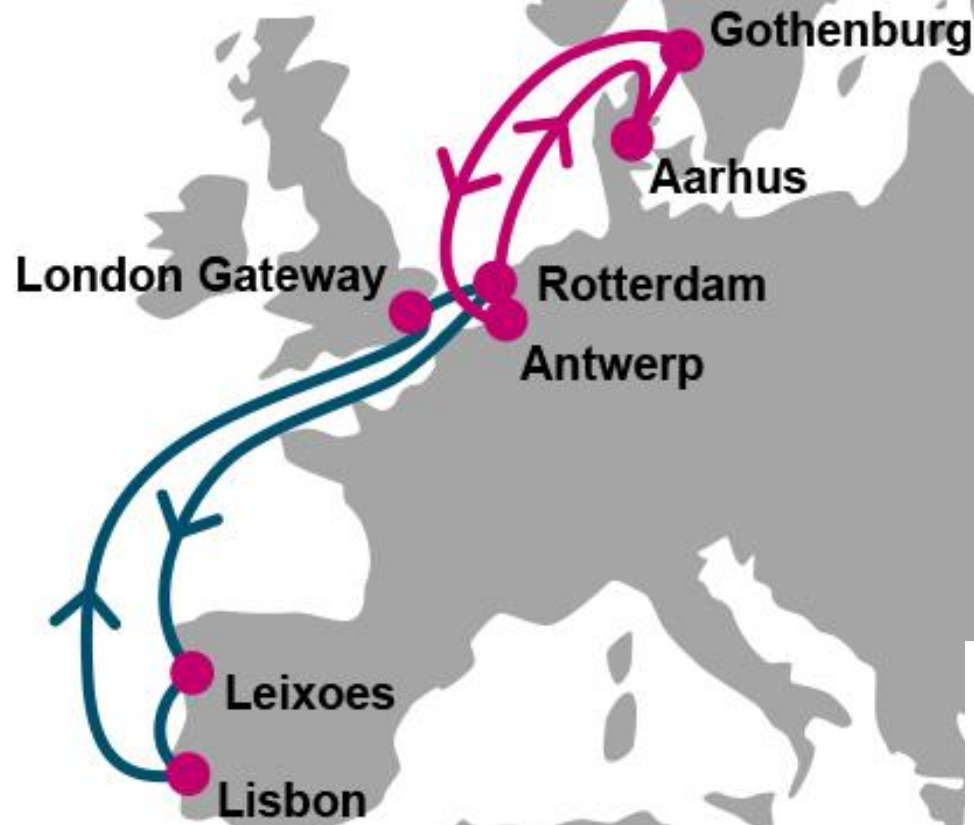 Gothenburg
Aarhus
London Gateway
Rotterdam
Antwerp
Leixoes
Lisbon